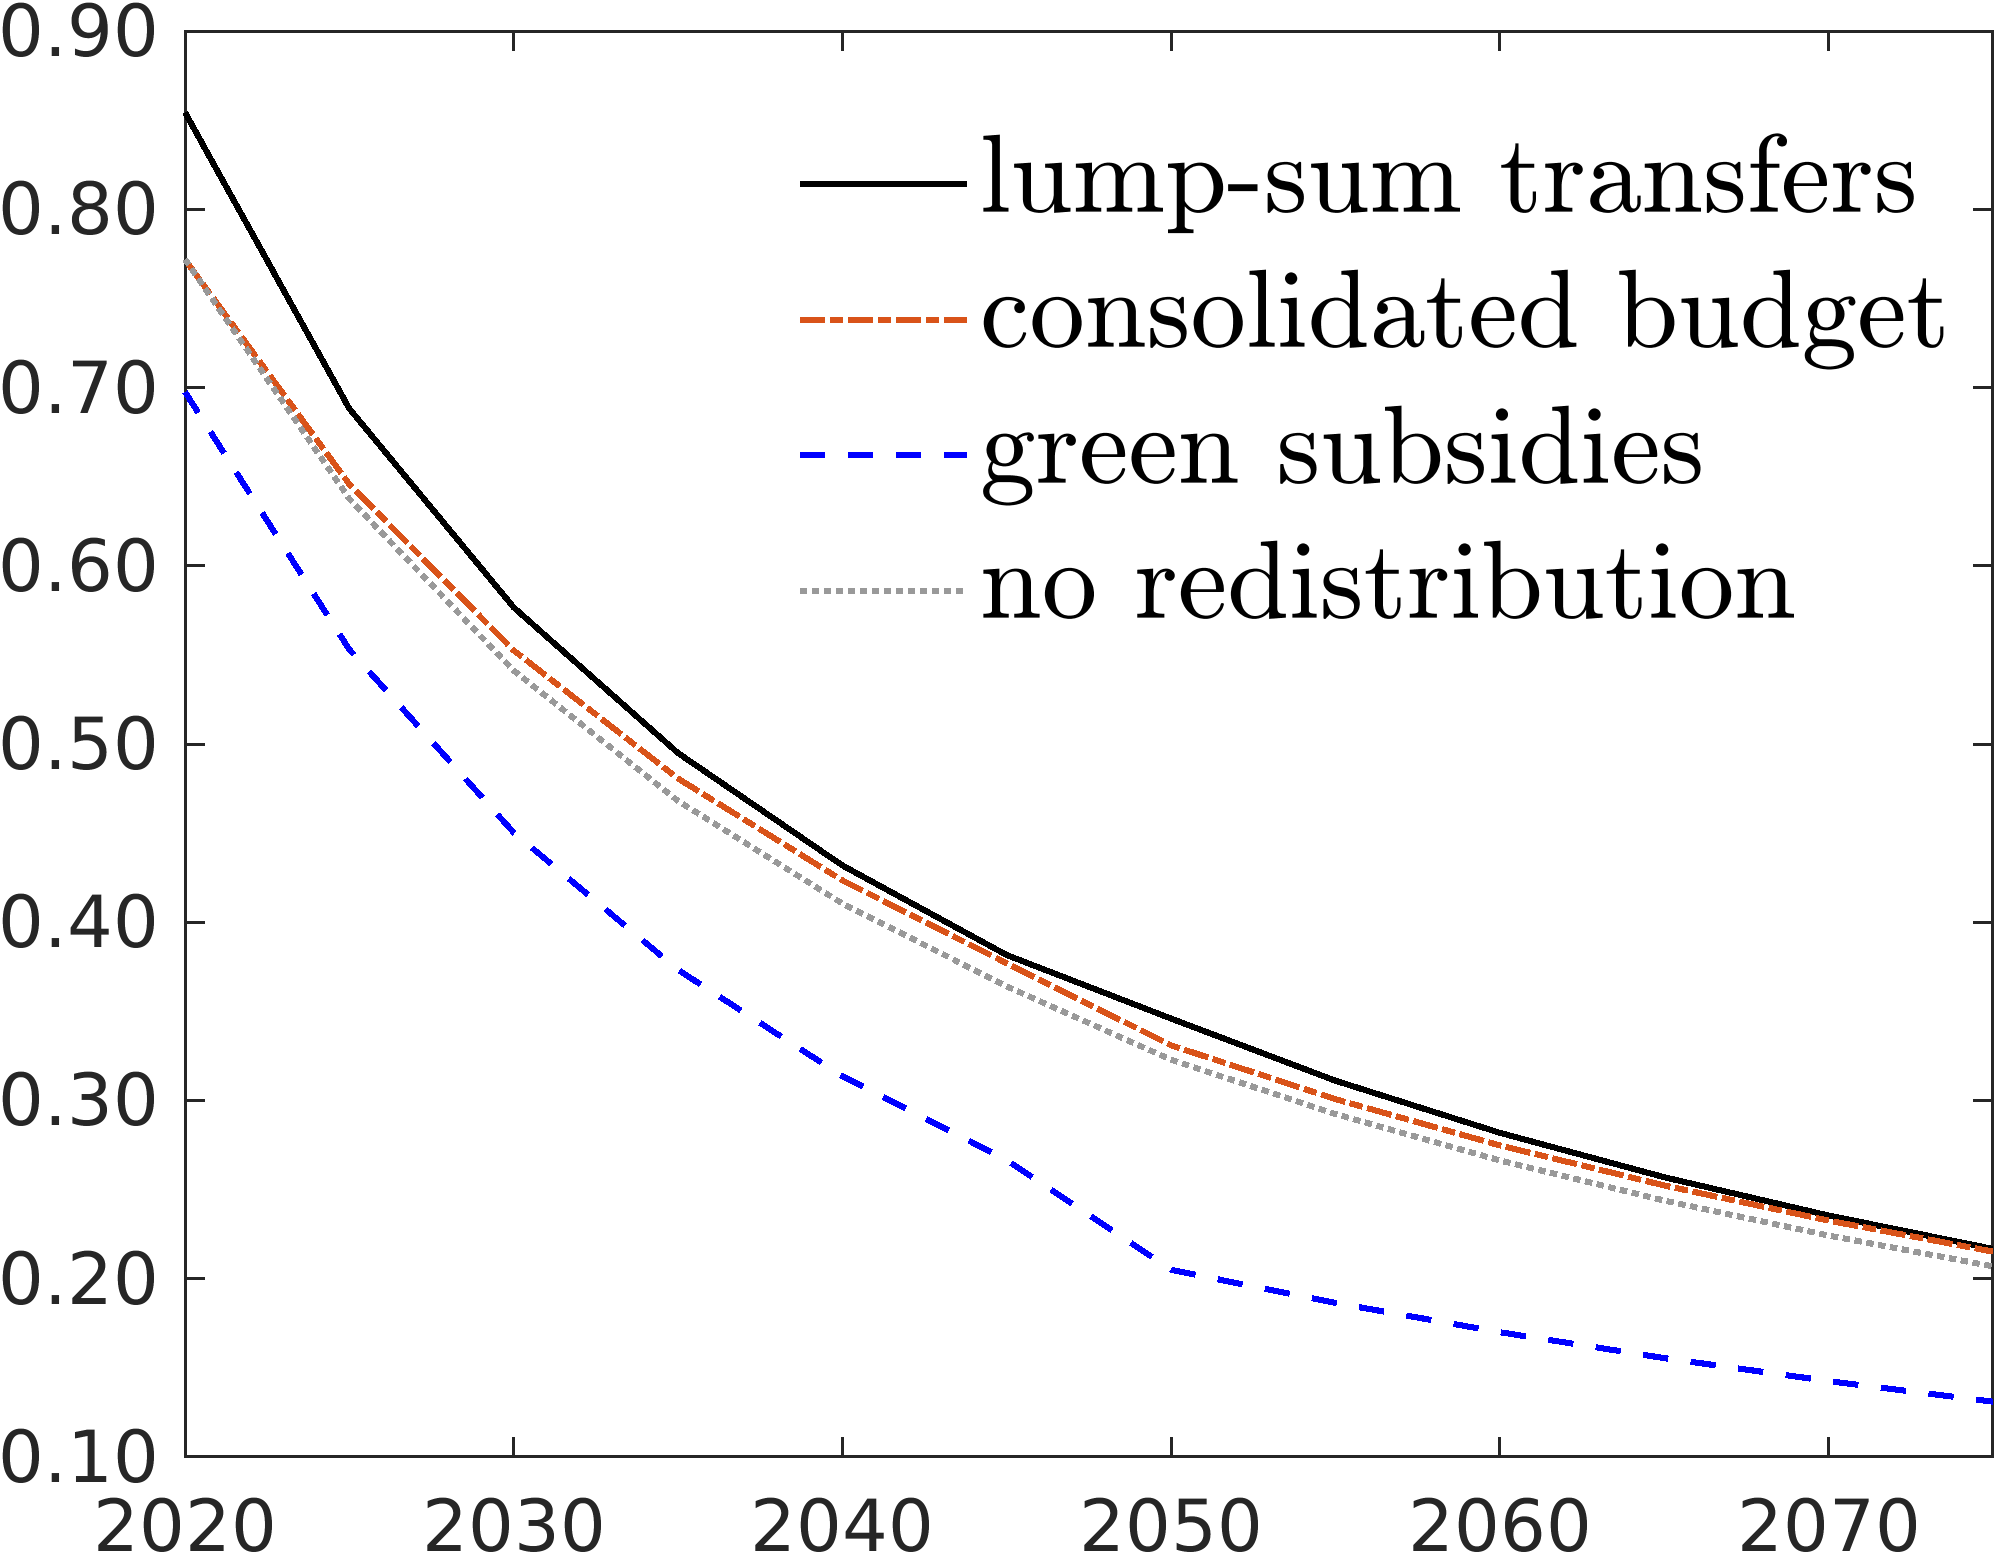 0.90
0.80
0.70
0.60
0.50
0.40
0.30
0.20
0.10
2020 2030 2040 2050 2060 2070
lump-sum transfers
consolidated budget
green subsidies
no redistribution